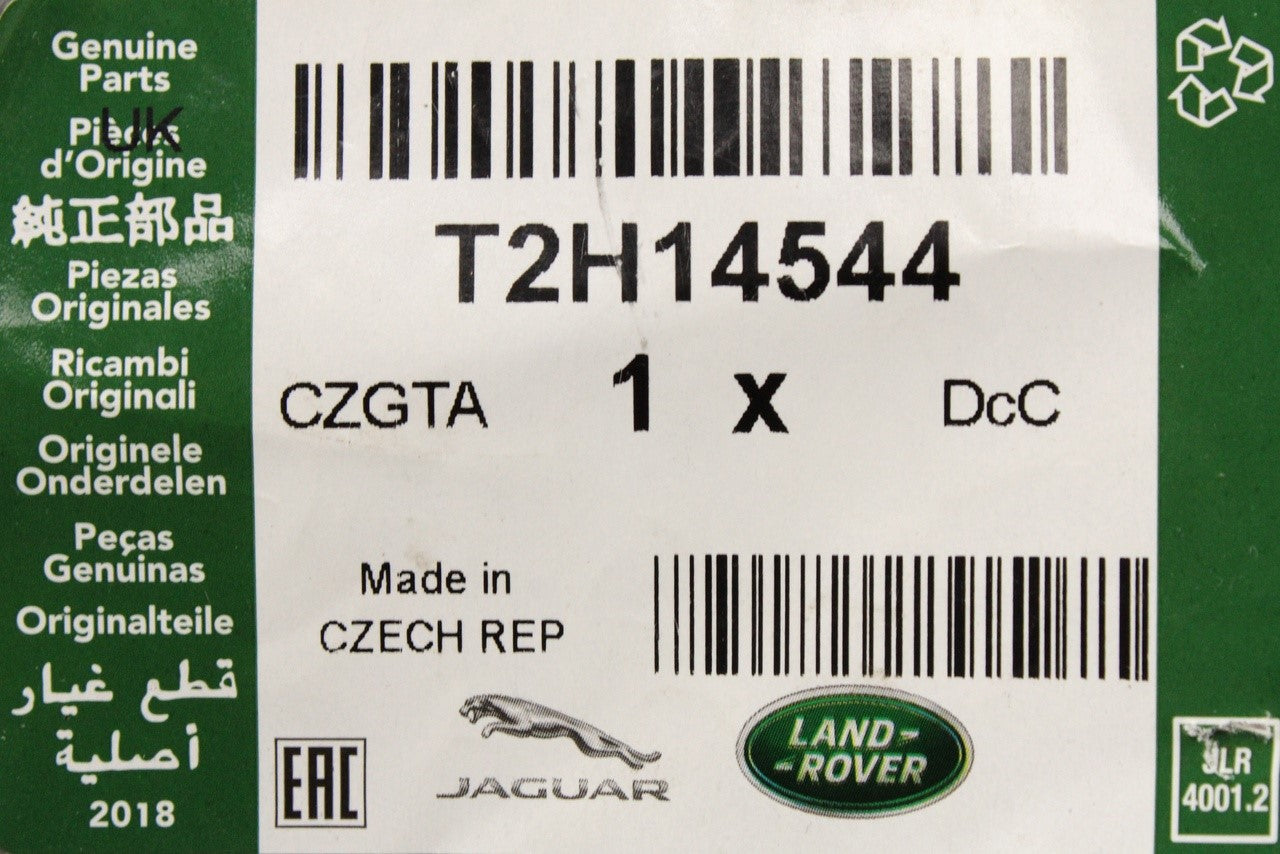 Genuine
Parts
UK
Pièces
d'Origine
純正部品
Piezas
Originales
Ricambi
Originali
Originele
Onderdelen
Peças
Genuinas
Originalteile
قطع غيار
أصلية
2018
T2H14544
CZGTA 1 x DcC
Made in
CZECH REP
EAC
JAGUAR
LAND-
-ROVER
JLR
4001.2